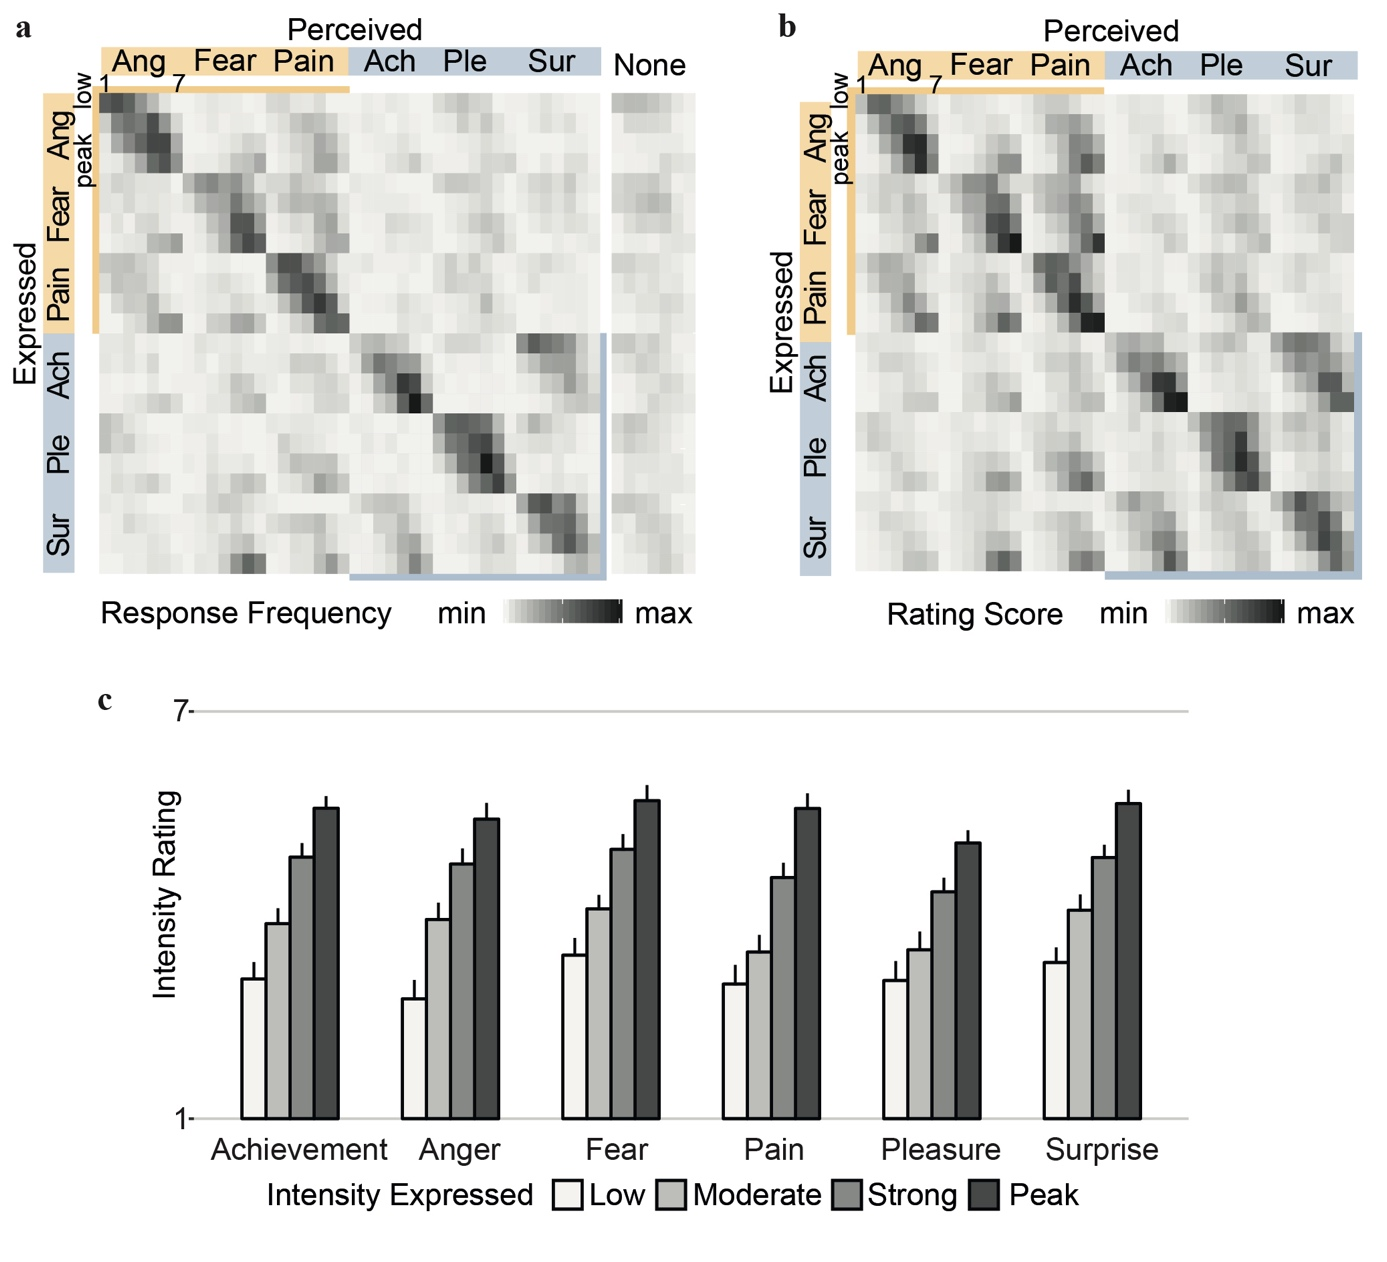 a
Perceived
Ang Fear Pain Ach Ple Sur None
1 7
low
peak
Expressed
Ang
Fear
Pain
Ach
Ple
Sur
Response Frequency min max
b
Perceived
Ang Fear Pain Ach Ple Sur
1 7
low
peak
Expressed
Ang
Fear
Pain
Ach
Ple
Sur
Rating Score min max
c
7
Intensity Rating
1
Achievement Anger Fear Pain Pleasure Surprise
Intensity Expressed Low Moderate Strong Peak